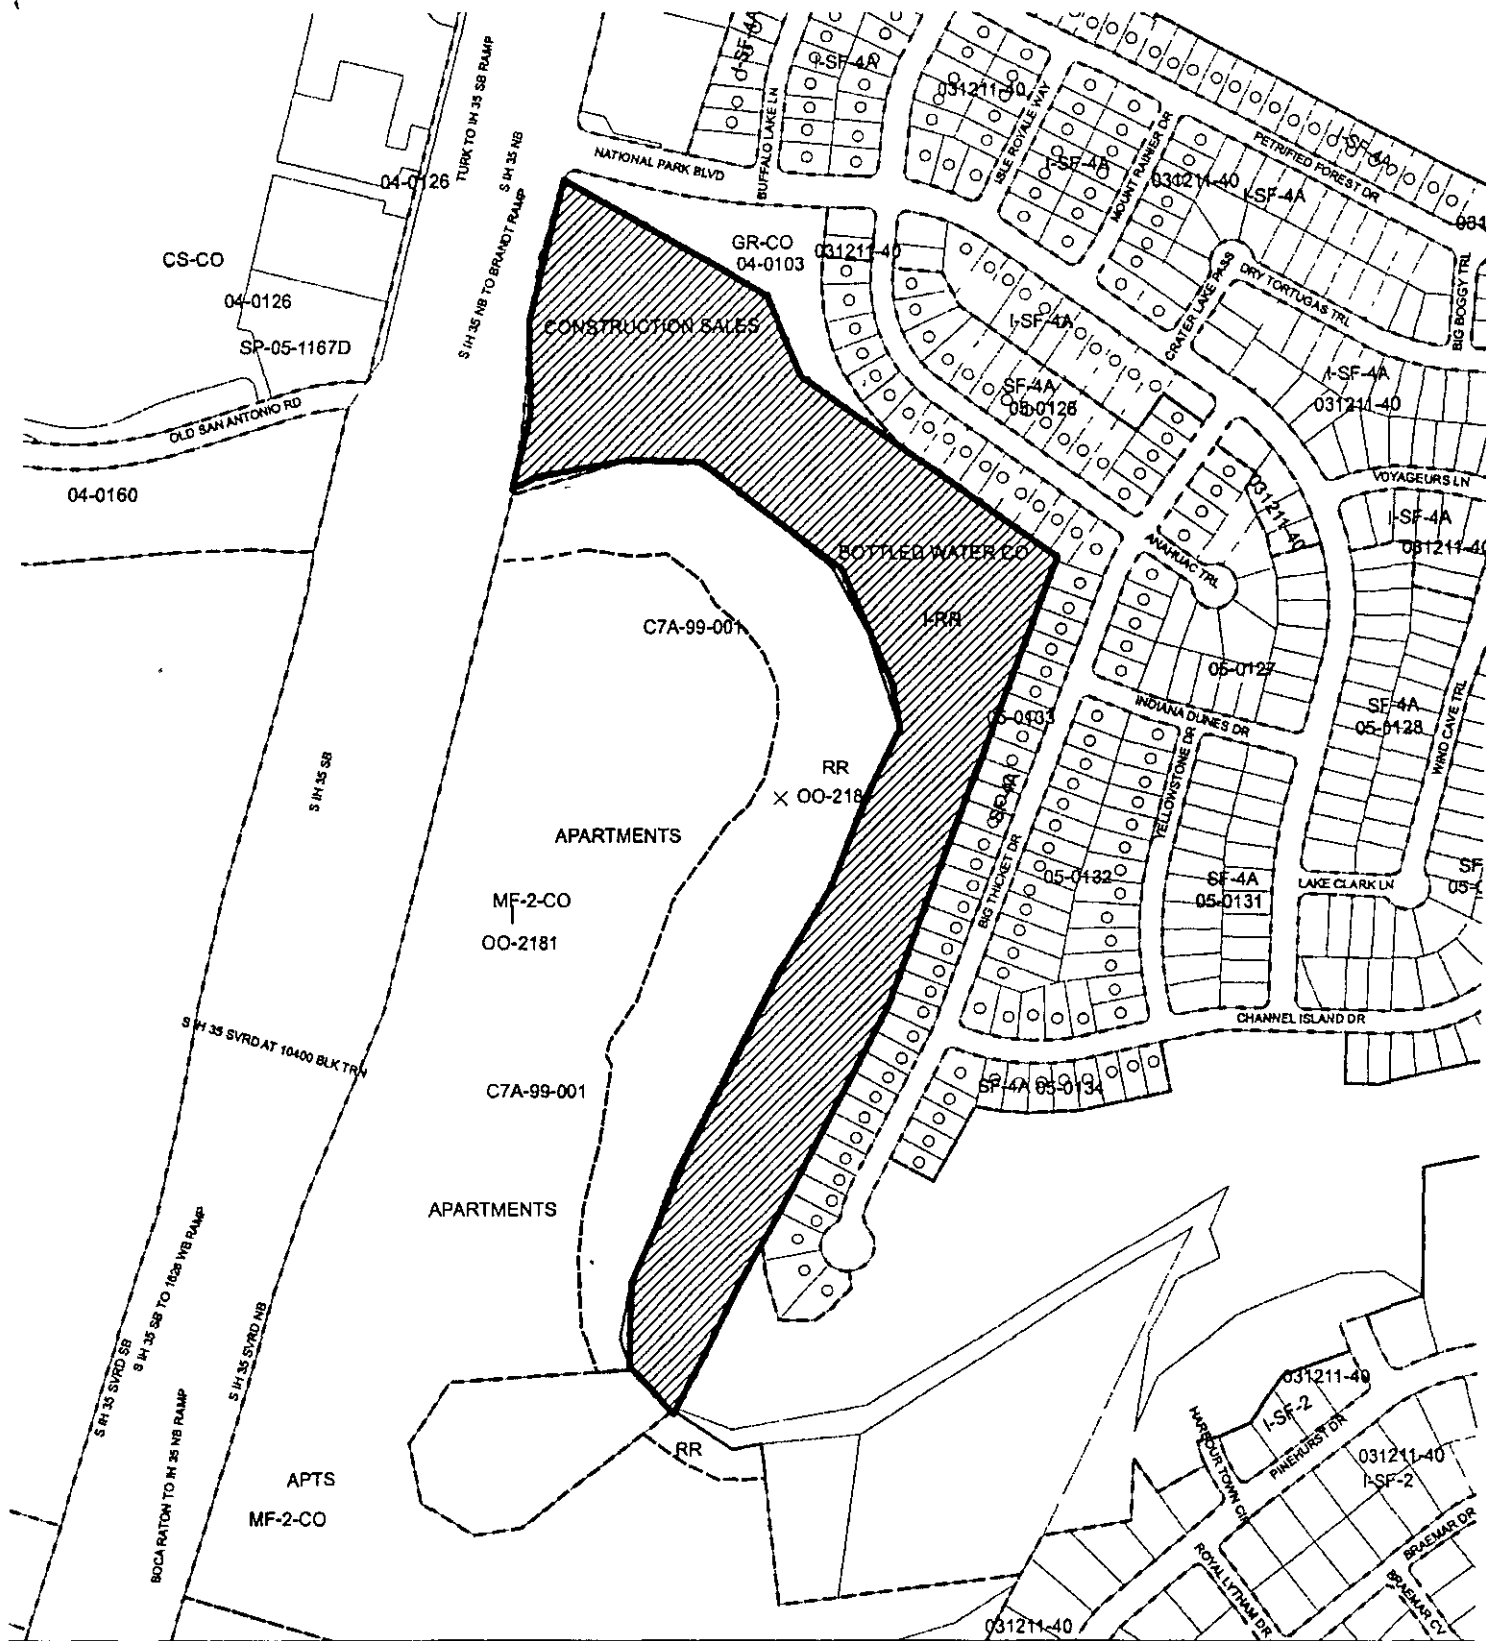 I-SF-4A
I-SF-4A
031211-40
TURK TO IH 35 SB RAMP
S IH 35 NB
BUFFALO LAKE LN
ISLE ROYALE WAY
I-SF-4A
MOUNT RAINIER DR
PETRIFIED FOREST DR
I-SF-4A
NATIONAL PARK BLVD
04-0126
031211-40
I-SF-4A
S IH 35 NB TO BRANDT RAMP
CS-CO
GR-CO
04-0103
031211-40
CRATER LAKE PASS
DRY TORTUGAS TRL
BIG BOGGY TRL
031
04-0126
CONSTRUCTION SALES
I-SF-4A
SP-05-1167D
I-SF-4A
031211-40
SF-4A
05-0126
OLD SAN ANTONIO RD
04-0160
031211-40
VOYAGEURS LN
I-SF-4A
031211-40
BOTTLED WATER CO
ANAHUAC TRL
I-RR
C7A-99-001
05-0127
05-0133
INDIANA DUNES DR
SF-4A
05-0128
WIND CAVE TRL
S IH 35 SB
RR
OO-218
YELLOWSTONE DR
SF-4A
APARTMENTS
BIG THICKET DR
05-0132
SF-4A
05-0131
LAKE CLARK LN
SF
05-0
MF-2-CO
OO-2181
S IH 35 SVRD AT 10400 BLK TRN
CHANNEL ISLAND DR
C7A-99-001
SF-4A 05-0134
APARTMENTS
S IH 35 SB TO 1626 WB RAMP
S IH 35 SVRD SB
S IH 35 SVRD NB
BOCA RATON TO IH 35 NB RAMP
RR
APTS
MF-2-CO
031211-40
I-SF-2
HARBOUR TOWN CIR
PINEHURST DR
031211-40
I-SF-2
ROYAL LYTHAM DR
BRAEMAR DR
BRAEMAR CV
031211-40